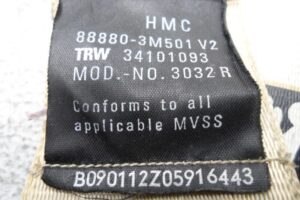 HMC
88880-3M501 V2
TRW 34101093
MOD.-NO. 3032 R
Conforms to all
applicable MVSS
B090112Z05916443